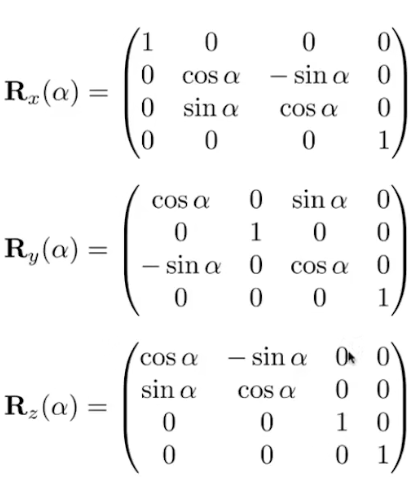 1 0 0 0
0 cos α − sin α 0
R_x(α) =
0 sin α cos α 0
0 0 0 1
cos α 0 sin α 0
0 1 0 0
R_y(α) =
− sin α 0 cos α 0
0 0 0 1
cos α − sin α 0 0
sin α cos α 0 0
R_z(α) =
0 0 1 0
0 0 0 1